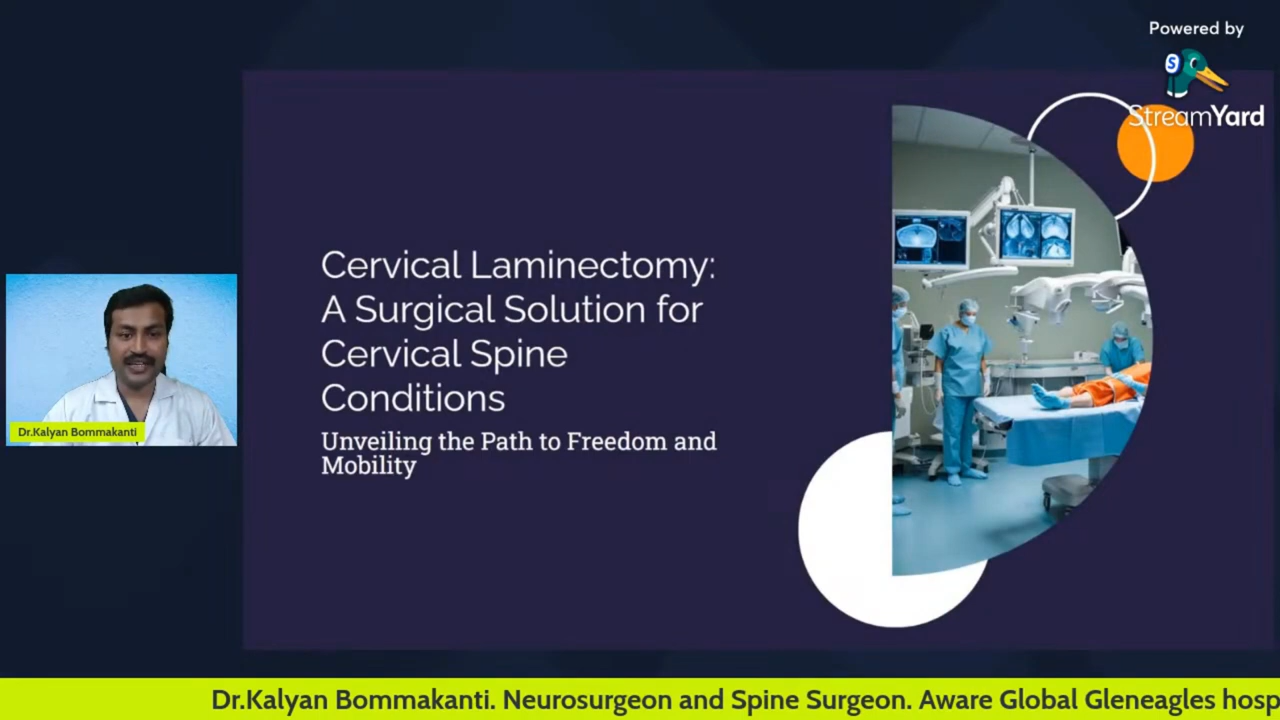 Powered by
S
StreamYard
Cervical Laminectomy:
A Surgical Solution for
Cervical Spine
Conditions
Unveiling the Path to Freedom and
Mobility
Dr.Kalyan Bommakanti
Dr.Kalyan Bommakanti. Neurosurgeon and Spine Surgeon. Aware Global Gleneagles hosp